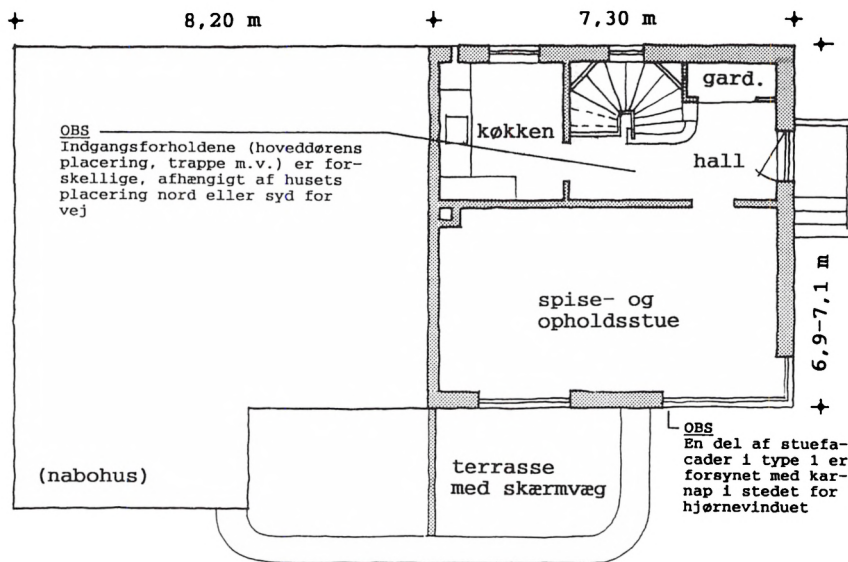 8,20 m
7,30 m
gard.
OBS
Indgangsforholdene (hoveddørens
placering, trappe m.v.) er for-
skellige, afhængigt af husets
placering nord eller syd for
vej
køkken
hall
6,9-7,1 m
spise- og
opholdsstue
OBS
En del af stuefa-
cader i type 1 er
forsynet med kar-
nap i stedet for
hjørnevinduet
(nabohus)
terrasse
med skærmvæg